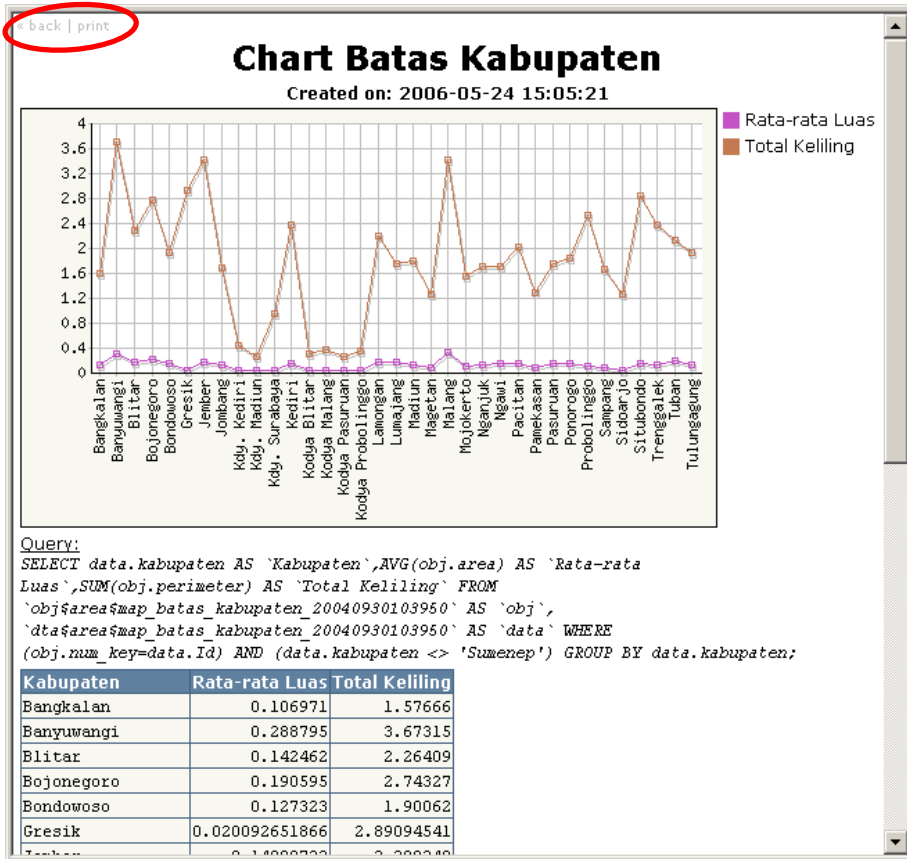 « back | print
Chart Batas Kabupaten
Created on: 2006-05-24 15:05:21
Rata-rata Luas
Total Keliling
4
3.6
3.2
2.8
2.4
2
1.6
1.2
0.8
0.4
0
Bangkalan
Banyuwangi
Blitar
Bojonegoro
Bondowoso
Gresik
Jember
Jombang
Kdy. Kediri
Kdy. Madiun
Kdy. Surabaya
Kediri
Kodya Blitar
Kodya Malang
Kodya Pasuruan
Kodya Probolinggo
Lamongan
Lumajang
Madiun
Magetan
Malang
Mojokerto
Nganjuk
Ngawi
Pacitan
Pamekasan
Pasuruan
Ponorogo
Probolinggo
Sampang
Sidoarjo
Situbondo
Trenggalek
Tuban
Tulungagung
Query:
SELECT data.kabupaten AS `Kabupaten`,AVG(obj.area) AS `Rata-rata
Luas`,SUM(obj.perimeter) AS `Total Keliling` FROM
`obj$area$map_batas_kabupaten_20040930103950` AS `obj`,
`dta$area$map_batas_kabupaten_20040930103950` AS `data` WHERE
(obj.num_key=data.Id) AND (data.kabupaten <> 'Sumenep') GROUP BY data.kabupaten;
Kabupaten Rata-rata Luas Total Keliling
Bangkalan 0.106971 1.57666
Banyuwangi 0.288795 3.67315
Blitar 0.142462 2.26409
Bojonegoro 0.190595 2.74327
Bondowoso 0.127323 1.90062
Gresik 0.020092651866 2.89094541